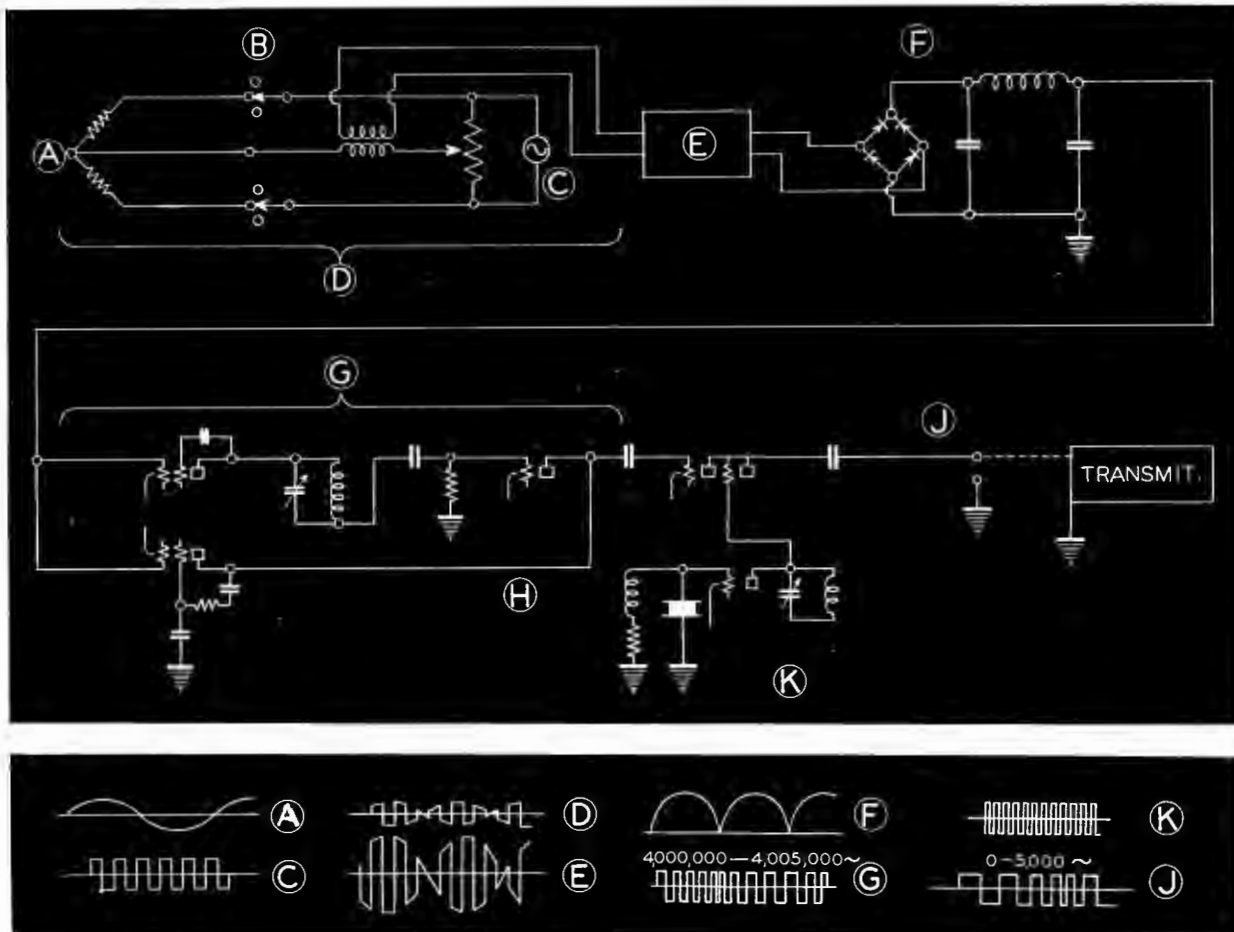 B
F
A
E
C
D
G
J
TRANSMIT.
H
K
A
D
F
K
4,000,000 — 4,005,000 ~
0 — 5,000 ~
C
E
G
J